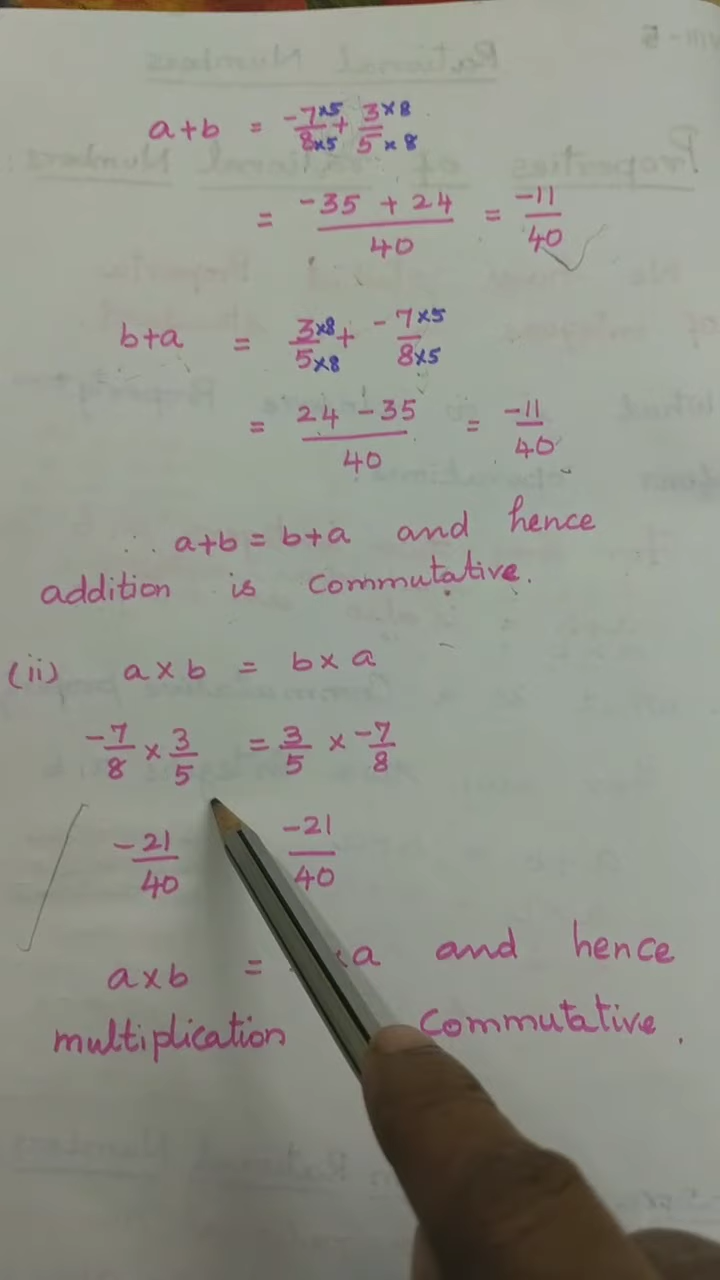 a+b = -7×5/8×5 + 3×8/5×8
= -35 + 24/40 = -11/40
b+a = 3×8/5×8 + -7×5/8×5
= 24 -35/40 = -11/40
∴ a+b = b+a and hence
addition is commutative.
(ii) a×b = b×a
-7/8 × 3/5 = 3/5 × -7/8
-21/40 -21/40
a×b = ×a and hence
multiplication commutative.